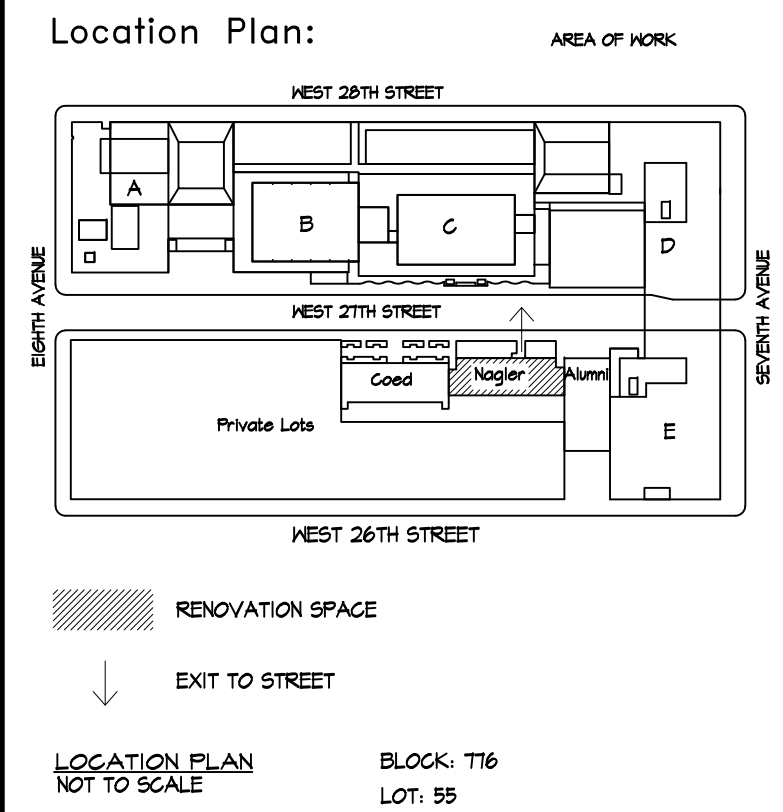 Location Plan:
AREA OF WORK
WEST 28TH STREET
A
B
C
D
EIGHTH AVENUE
SEVENTH AVENUE
WEST 27TH STREET
Coed
Nagler
Alumni
Private Lots
E
WEST 26TH STREET
RENOVATION SPACE
EXIT TO STREET
LOCATION PLAN
NOT TO SCALE
BLOCK: 776
LOT: 55